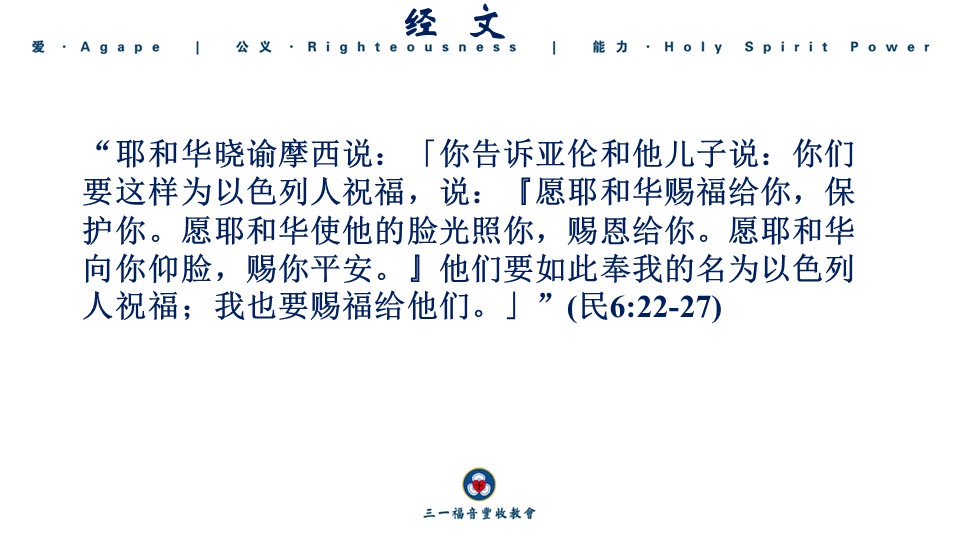 经 文
爱 · Agape | 公义 · Righteousness | 能力 · Holy Spirit Power
“耶和华晓谕摩西说：「你告诉亚伦和他儿子说：你们
要这样为以色列人祝福，说：『愿耶和华赐福给你，保
护你。愿耶和华使他的脸光照你，赐恩给你。愿耶和华
向你仰脸，赐你平安。』他们要如此奉我的名为以色列
人祝福；我也要赐福给他们。」”(民6:22-27)
三一福音豐收教會